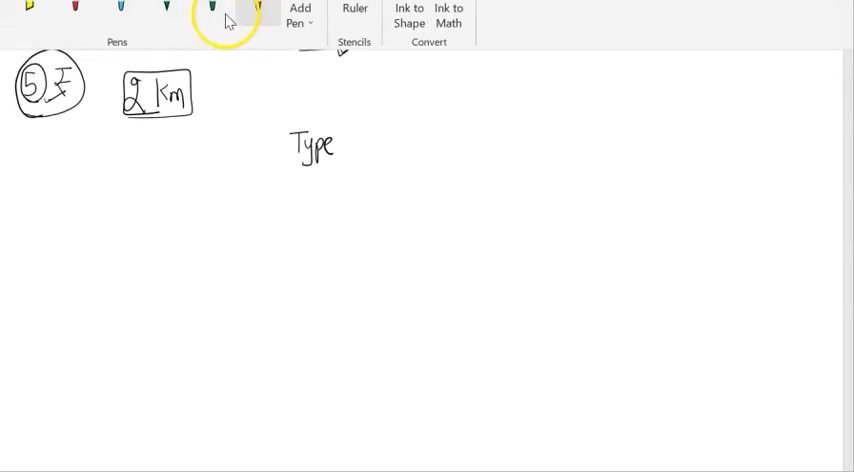 Add
Pen
Ruler
Ink to
Shape
Ink to
Math
Pens
Stencils
Convert
5 ₹
2 Km
Type